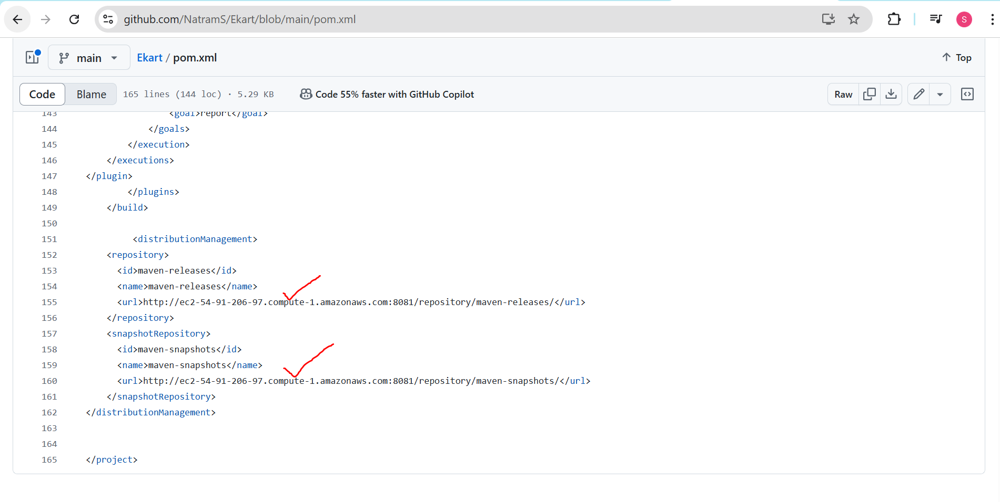 github.com/NatramS/Ekart/blob/main/pom.xml
S
main
Ekart / pom.xml
Top
Code
Blame
165 lines (144 loc) · 5.29 KB
Code 55% faster with GitHub Copilot
Raw
143 <goal>report</goal>
144 </goals>
145 </execution>
146 </executions>
147 </plugin>
148 </plugins>
149 </build>
150
151 <distributionManagement>
152 <repository>
153 <id>maven-releases</id>
154 <name>maven-releases</name>
155 <url>http://ec2-54-91-206-97.compute-1.amazonaws.com:8081/repository/maven-releases/</url>
156 </repository>
157 <snapshotRepository>
158 <id>maven-snapshots</id>
159 <name>maven-snapshots</name>
160 <url>http://ec2-54-91-206-97.compute-1.amazonaws.com:8081/repository/maven-snapshots/</url>
161 </snapshotRepository>
162 </distributionManagement>
163
164
165 </project>